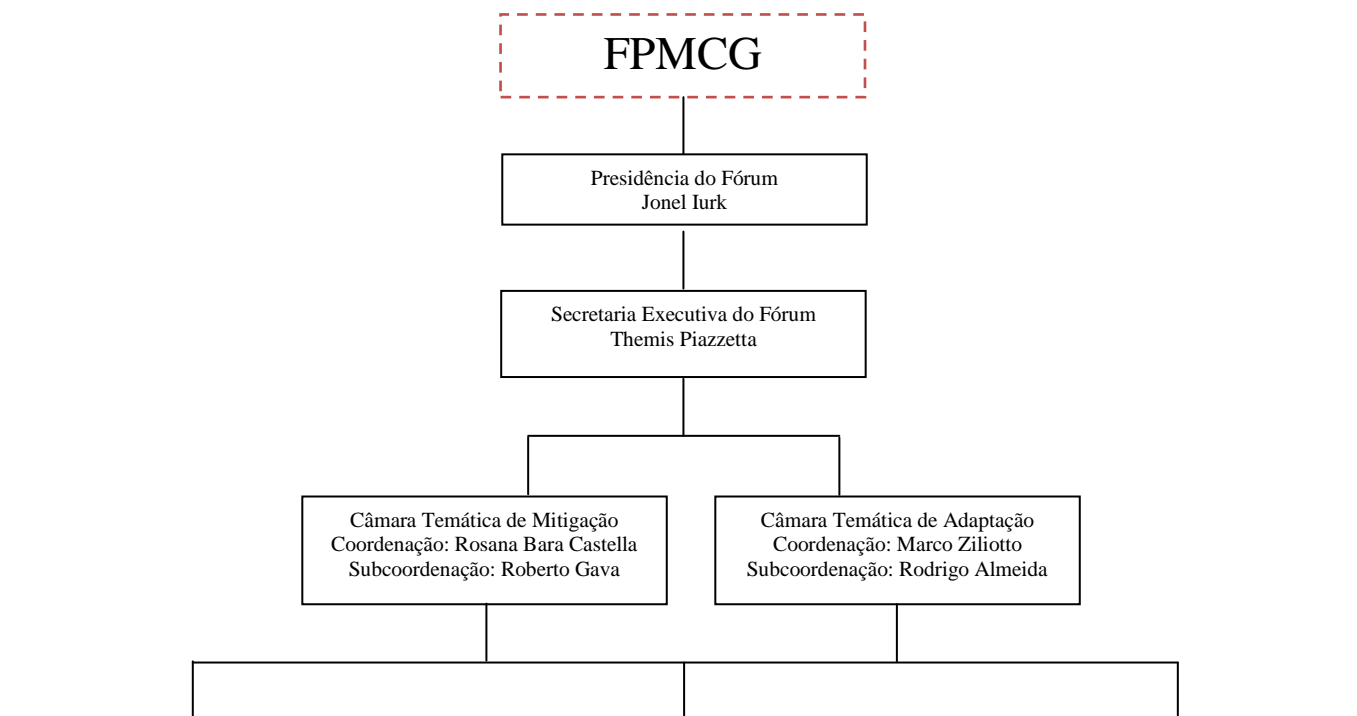 FPMCG
Presidência do Fórum
Jonel Iurk
Secretaria Executiva do Fórum
Themis Piazzetta
Câmara Temática de Mitigação
Coordenação: Rosana Bara Castella
Subcoordenação: Roberto Gava
Câmara Temática de Adaptação
Coordenação: Marco Ziliotto
Subcoordenação: Rodrigo Almeida